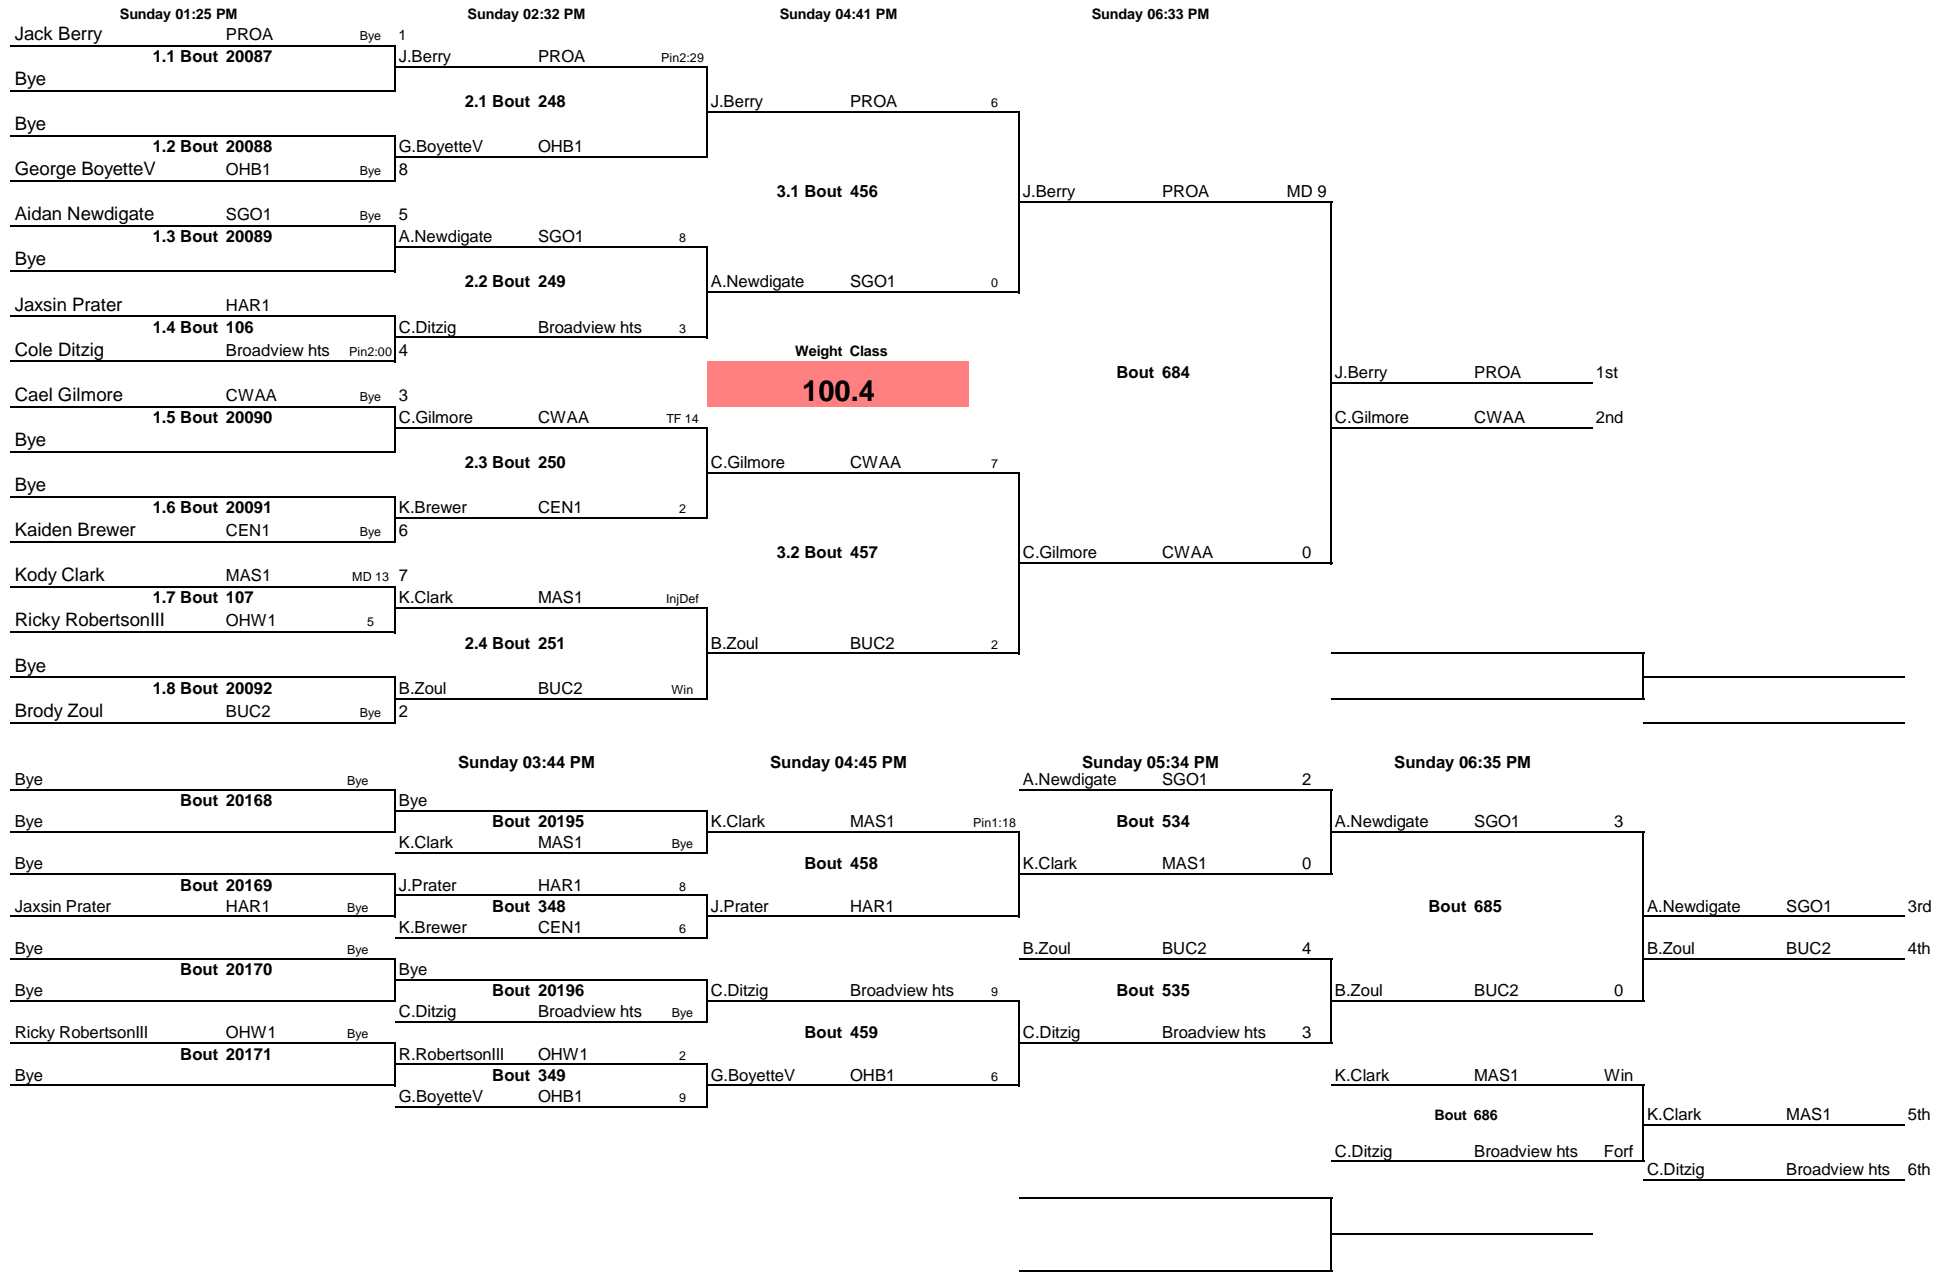 Sunday 01:25 PM Sunday 02:32 PM Sunday 04:41 PM Sunday 06:33 PM
Jack Berry PROA Bye 1
1.1 Bout 20087 J.Berry PROA Pin2:29
Bye
2.1 Bout 248 J.Berry PROA 6
Bye
1.2 Bout 20088 G.BoyetteV OHB1
George BoyetteV OHB1 Bye 8
3.1 Bout 456 J.Berry PROA MD 9
Aidan Newdigate SGO1 Bye 5
1.3 Bout 20089 A.Newdigate SGO1 8
Bye
2.2 Bout 249 A.Newdigate SGO1 0
Jaxsin Prater HAR1
1.4 Bout 106 C.Ditzig Broadview hts 3
Cole Ditzig Broadview hts Pin2:00 4 Weight Class
Bout 684 J.Berry PROA 1st
Cael Gilmore CWAA Bye 3 100.4
1.5 Bout 20090 C.Gilmore CWAA TF 14 C.Gilmore CWAA 2nd
Bye
2.3 Bout 250 C.Gilmore CWAA 7
Bye
1.6 Bout 20091 K.Brewer CEN1 2
Kaiden Brewer CEN1 Bye 6
3.2 Bout 457 C.Gilmore CWAA 0
Kody Clark MAS1 MD 13 7
1.7 Bout 107 K.Clark MAS1 InjDef
Ricky RobertsonIII OHW1 5
2.4 Bout 251 B.Zoul BUC2 2
Bye
1.8 Bout 20092 B.Zoul BUC2 Win
Brody Zoul BUC2 Bye 2
Sunday 03:44 PM Sunday 04:45 PM Sunday 05:34 PM Sunday 06:35 PM
Bye Bye A.Newdigate SGO1 2
Bout 20168 Bye
Bye Bout 20195 K.Clark MAS1 Pin1:18 Bout 534 A.Newdigate SGO1 3
K.Clark MAS1 Bye
Bye Bout 458 K.Clark MAS1 0
Bout 20169 J.Prater HAR1 8
Jaxsin Prater HAR1 Bye Bout 348 J.Prater HAR1 Bout 685 A.Newdigate SGO1 3rd
K.Brewer CEN1 6
Bye Bye B.Zoul BUC2 4 B.Zoul BUC2 4th
Bout 20170 Bye
Bye Bout 20196 C.Ditzig Broadview hts 9 Bout 535 B.Zoul BUC2 0
C.Ditzig Broadview hts Bye
Ricky RobertsonIII OHW1 Bye Bout 459 C.Ditzig Broadview hts 3
Bout 20171 R.RobertsonIII OHW1 2
Bye Bout 349 G.BoyetteV OHB1 6 K.Clark MAS1 Win
G.BoyetteV OHB1 9
Bout 686 K.Clark MAS1 5th
C.Ditzig Broadview hts Forf
C.Ditzig Broadview hts 6th